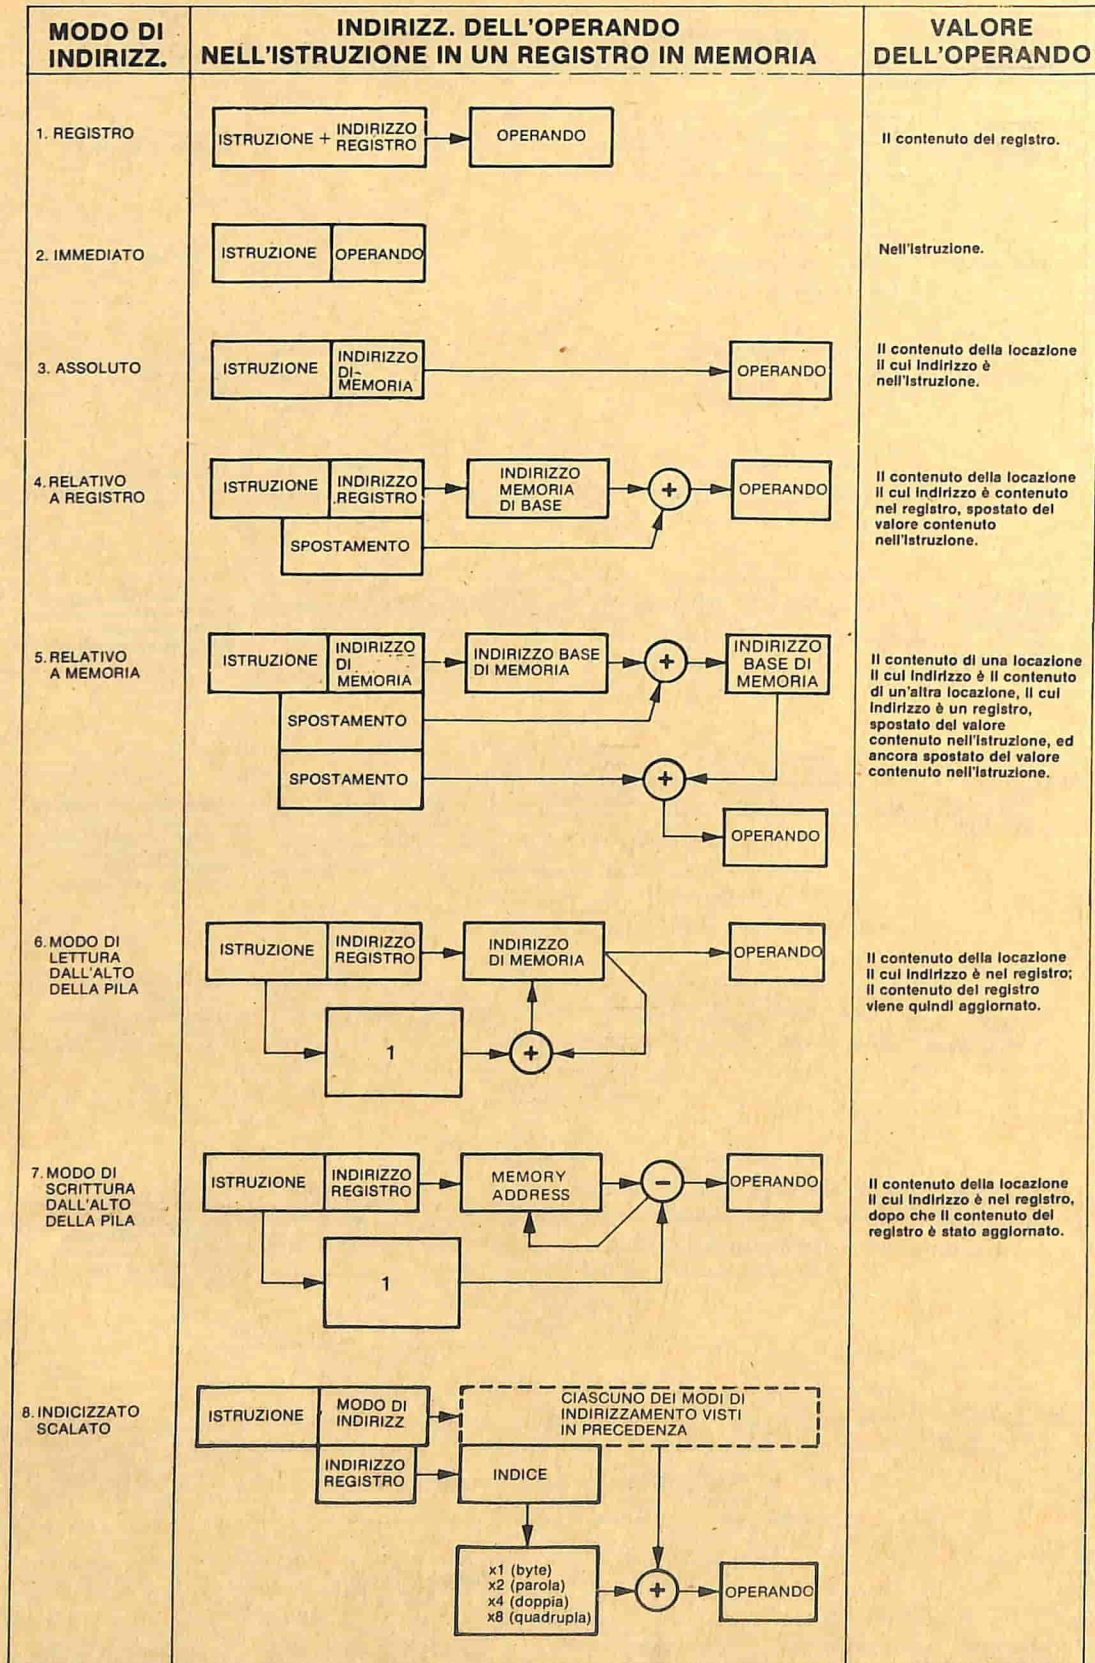 MODO DI
INDIRIZZ.
INDIRIZZ. DELL'OPERANDO
NELL'ISTRUZIONE IN UN REGISTRO IN MEMORIA
VALORE
DELL'OPERANDO
1. REGISTRO
ISTRUZIONE + INDIRIZZO
REGISTRO
OPERANDO
Il contenuto del registro.
2. IMMEDIATO
ISTRUZIONE
OPERANDO
Nell'istruzione.
3. ASSOLUTO
ISTRUZIONE
INDIRIZZO
DI
MEMORIA
OPERANDO
Il contenuto della locazione
il cui indirizzo è
nell'istruzione.
4. RELATIVO
A REGISTRO
ISTRUZIONE
INDIRIZZO
REGISTRO
INDIRIZZO
MEMORIA
DI BASE
+
OPERANDO
SPOSTAMENTO
Il contenuto della locazione
il cui indirizzo è contenuto
nel registro, spostato del
valore contenuto
nell'istruzione.
5. RELATIVO
A MEMORIA
ISTRUZIONE
INDIRIZZO
DI
MEMORIA
INDIRIZZO BASE
DI MEMORIA
+
INDIRIZZO
BASE DI
MEMORIA
SPOSTAMENTO
SPOSTAMENTO
+
OPERANDO
Il contenuto di una locazione
il cui indirizzo è il contenuto
di un'altra locazione, il cui
indirizzo è un registro,
spostato del valore
contenuto nell'istruzione, ed
ancora spostato del valore
contenuto nell'istruzione.
6. MODO DI
LETTURA
DALL'ALTO
DELLA PILA
ISTRUZIONE
INDIRIZZO
REGISTRO
INDIRIZZO
DI MEMORIA
OPERANDO
1
+
Il contenuto della locazione
il cui indirizzo è nel registro;
il contenuto del registro
viene quindi aggiornato.
7. MODO DI
SCRITTURA
DALL'ALTO
DELLA PILA
ISTRUZIONE
INDIRIZZO
REGISTRO
MEMORY
ADDRESS
−
OPERANDO
1
Il contenuto della locazione
il cui indirizzo è nel registro,
dopo che il contenuto del
registro è stato aggiornato.
8. INDICIZZATO
SCALATO
ISTRUZIONE
MODO DI
INDIRIZZ
CIASCUNO DEI MODI DI
INDIRIZZAMENTO VISTI
IN PRECEDENZA
INDIRIZZO
REGISTRO
INDICE
x1 (byte)
x2 (parola)
x4 (doppia)
x8 (quadrupla)
+
OPERANDO